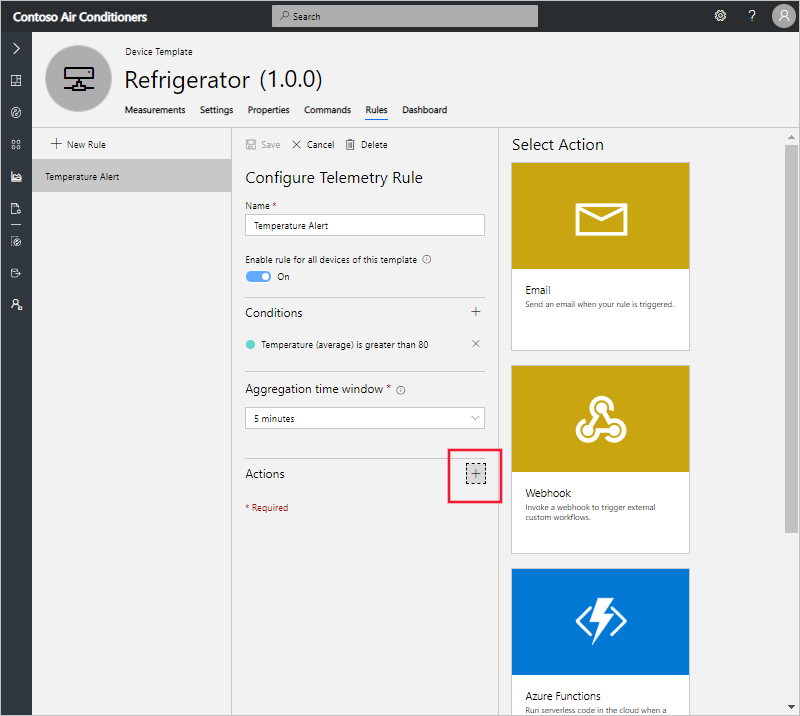 Contoso Air Conditioners
Search
?
Device Template
Refrigerator (1.0.0)
Measurements Settings Properties Commands Rules Dashboard
New Rule
Temperature Alert
Save Cancel Delete
Configure Telemetry Rule
Name *
Temperature Alert
Enable rule for all devices of this template
On
Conditions
Temperature (average) is greater than 80
Aggregation time window *
5 minutes
Actions
* Required
Select Action
Email
Send an email when your rule is triggered.
Webhook
Invoke a webhook to trigger external
custom workflows.
Azure Functions
Run serverless code in the cloud when a